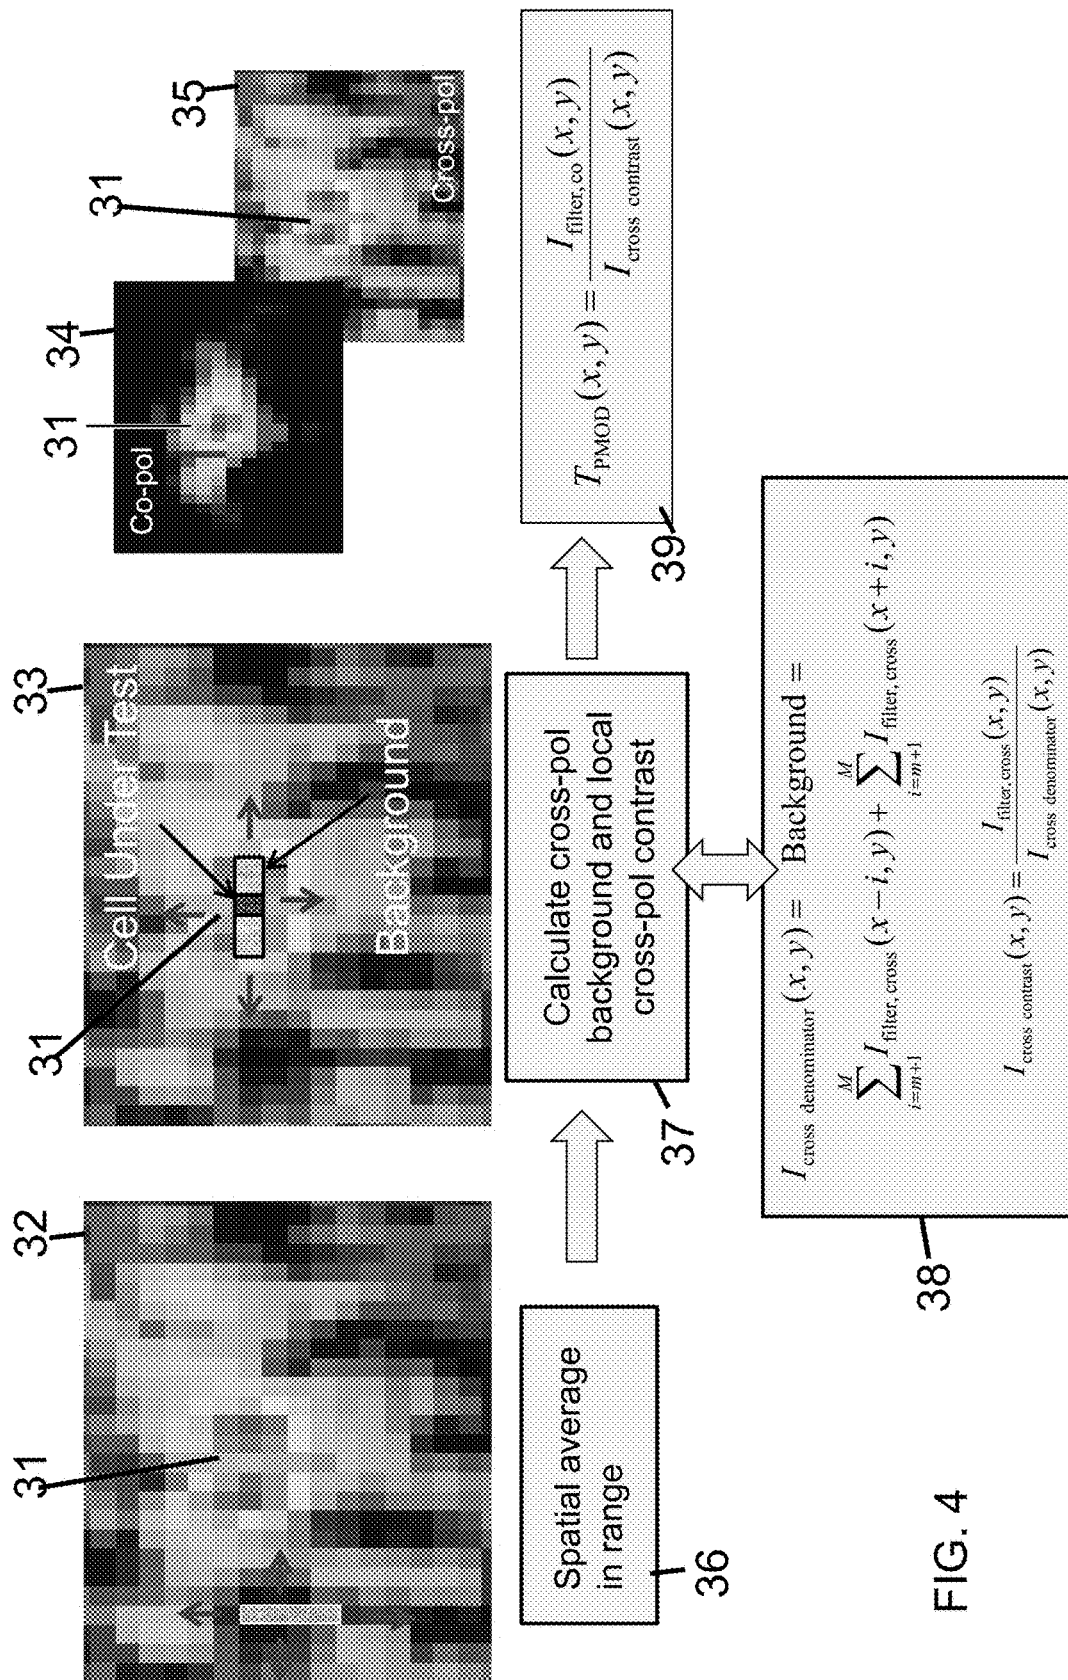 31
32
31
33
Cell Under Test
Background
31
34
Co-pol
31
35
Cross-pol
Spatial average
in range
36
Calculate cross-pol
background and local
cross-pol contrast
37
T_PMOD(x, y) = I_filter, co(x, y) / I_cross contrast(x, y)
39
I_cross denominator(x, y) = Background =
∑_{i=m+1}^{M} I_filter, cross(x − i, y) + ∑_{i=m+1}^{M} I_filter, cross(x + i, y)
I_cross contrast(x, y) = I_filter, cross(x, y) / I_cross denominator(x, y)
38
FIG. 4